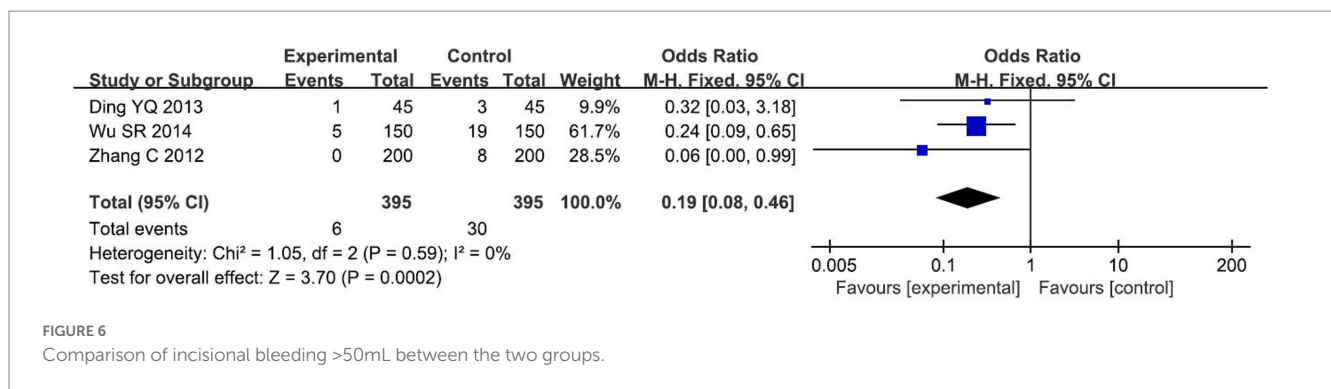 Experimental Control Odds Ratio Odds Ratio
Study or Subgroup Events Total Events Total Weight M-H, Fixed, 95% CI M-H, Fixed, 95% CI
Ding YQ 2013 1 45 3 45 9.9% 0.32 [0.03, 3.18]
Wu SR 2014 5 150 19 150 61.7% 0.24 [0.09, 0.65]
Zhang C 2012 0 200 8 200 28.5% 0.06 [0.00, 0.99]
Total (95% CI) 395 395 100.0% 0.19 [0.08, 0.46]
Total events 6 30
Heterogeneity: Chi² = 1.05, df = 2 (P = 0.59); I² = 0%
Test for overall effect: Z = 3.70 (P = 0.0002)
0.005 0.1 1 10 200
Favours [experimental] Favours [control]
FIGURE 6
Comparison of incisional bleeding >50mL between the two groups.